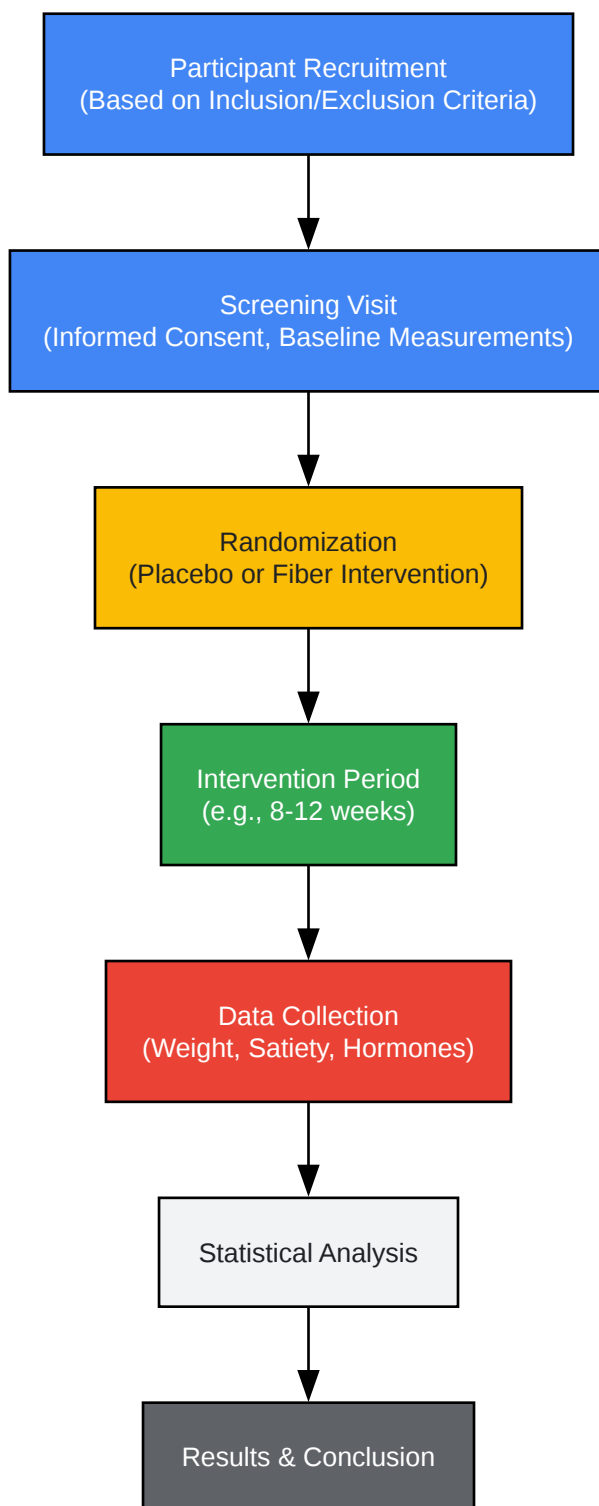 Participant Recruitment
(Based on Inclusion/Exclusion Criteria)
Screening Visit
(Informed Consent, Baseline Measurements)
Randomization
(Placebo or Fiber Intervention)
Intervention Period
(e.g., 8-12 weeks)
Data Collection
(Weight, Satiety, Hormones)
Statistical Analysis
Results & Conclusion